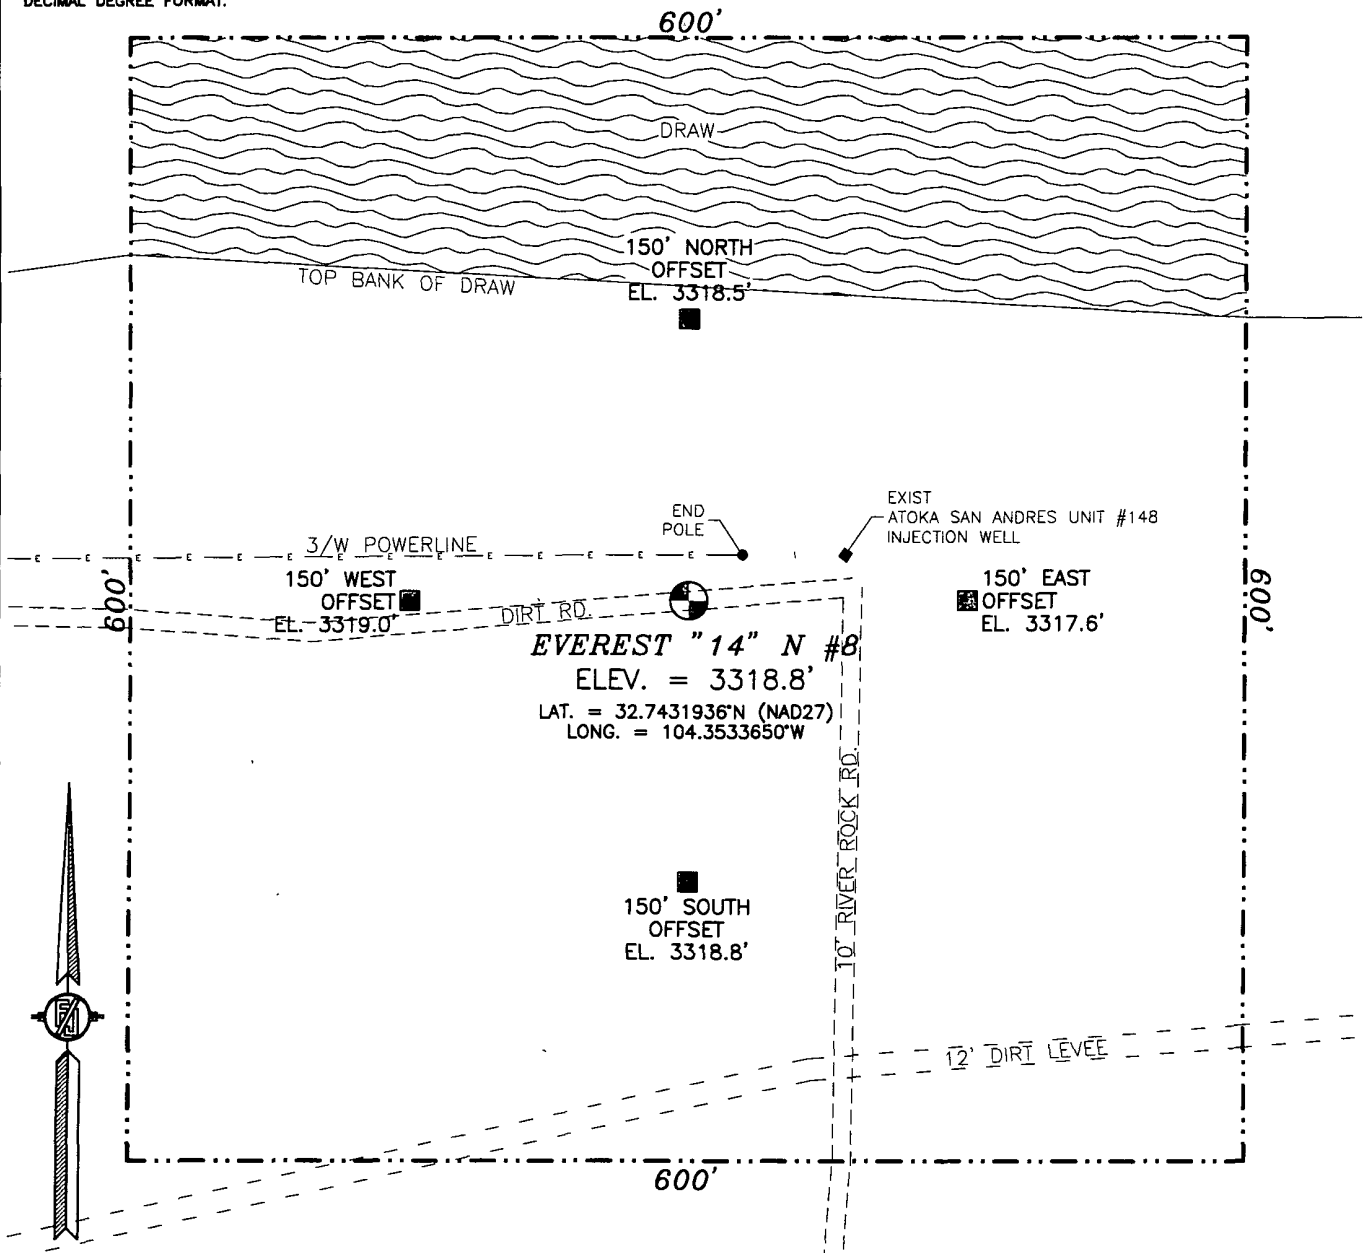 DECIMAL DEGREE FORMAT.
600'
DRAW
150' NORTH
OFFSET
EL. 3318.5'
TOP BANK OF DRAW
END
POLE
EXIST
ATOKA SAN ANDRES UNIT #148
INJECTION WELL
E E E 3/W POWERLINE E E E E E E E
600'
150' WEST
OFFSET
EL. 3319.0'
DIRT RD.
150' EAST
OFFSET
EL. 3317.6'
600'
EVEREST "14" N #8
ELEV. = 3318.8'
LAT. = 32.7431936°N (NAD27)
LONG. = 104.3533650°W
10' RIVER ROCK RD.
150' SOUTH
OFFSET
EL. 3318.8'
12' DIRT LEVEE
600'